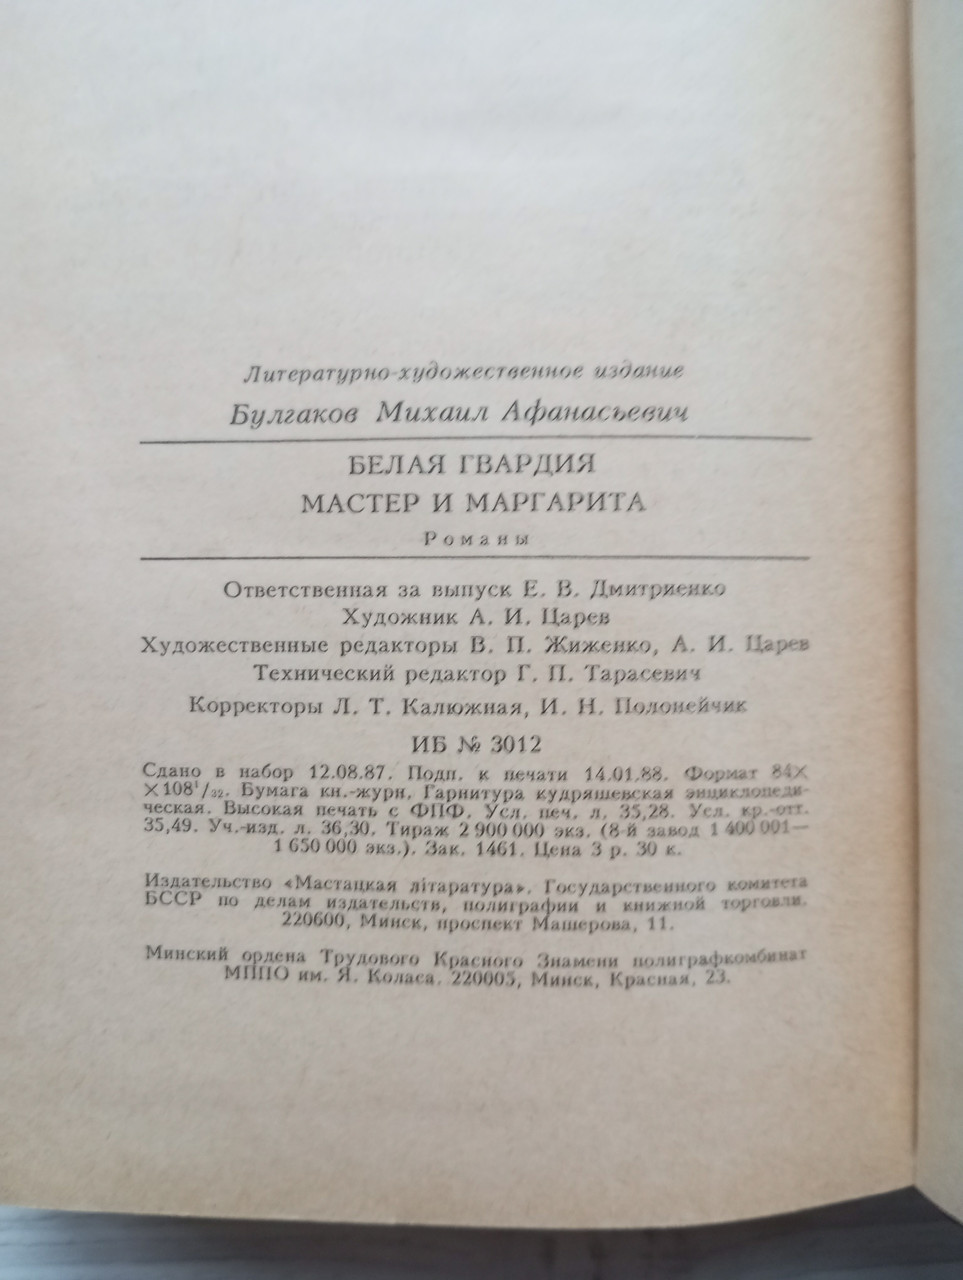 Литературно-художественное издание
Булгаков Михаил Афанасьевич
БЕЛАЯ ГВАРДИЯ
МАСТЕР И МАРГАРИТА
Романы
Ответственная за выпуск Е. В. Дмитриенко
Художник А. И. Царев
Художественные редакторы В. П. Жиженко, А. И. Царев
Технический редактор Г. П. Тарасевич
Корректоры Л. Т. Калюжная, И. Н. Полонейчик
ИБ № 3012
Сдано в набор 12.08.87. Подп. к печати 14.01.88. Формат 84×
×108¹/₃₂. Бумага кн.-журн. Гарнитура кудряшевская энциклопеди-
ческая. Высокая печать с ФПФ. Усл. печ. л. 35,28. Усл. кр.-отт.
35,49. Уч.-изд. л. 36,30. Тираж 2 900 000 экз. (8-й завод 1 400 001—
1 650 000 экз.). Зак. 1461. Цена 3 р. 30 к.
Издательство «Мастацкая літаратура». Государственного комитета
БССР по делам издательств, полиграфии и книжной торговли.
220600, Минск, проспект Машерова, 11.
Минский ордена Трудового Красного Знамени полиграфкомбинат
МППО им. Я. Коласа. 220005, Минск, Красная, 23.